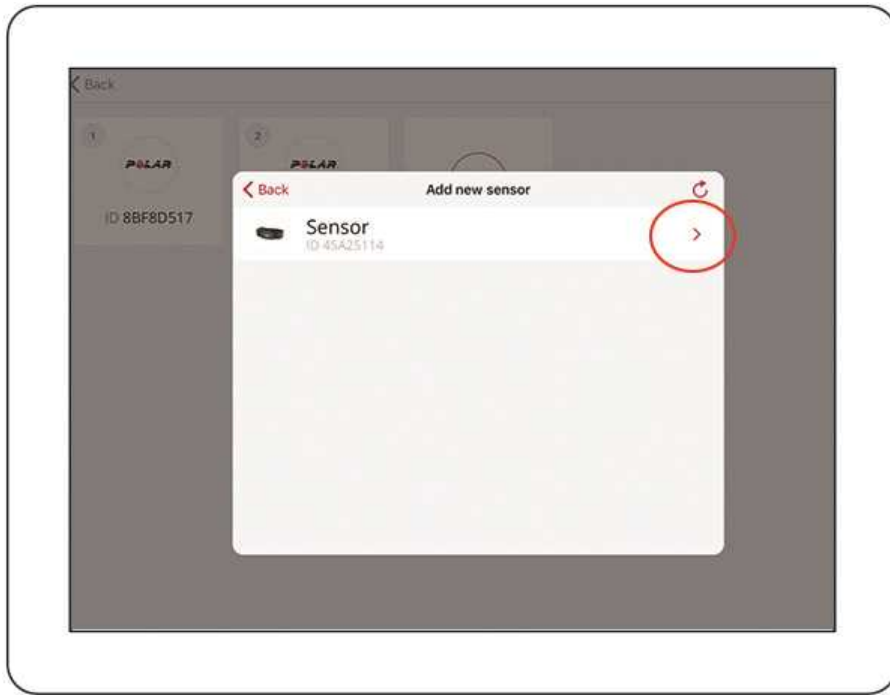 Back
1
2
POLAR
POLAR
ID 8BF8D517
Back
Add new sensor
Sensor
ID 45A25114